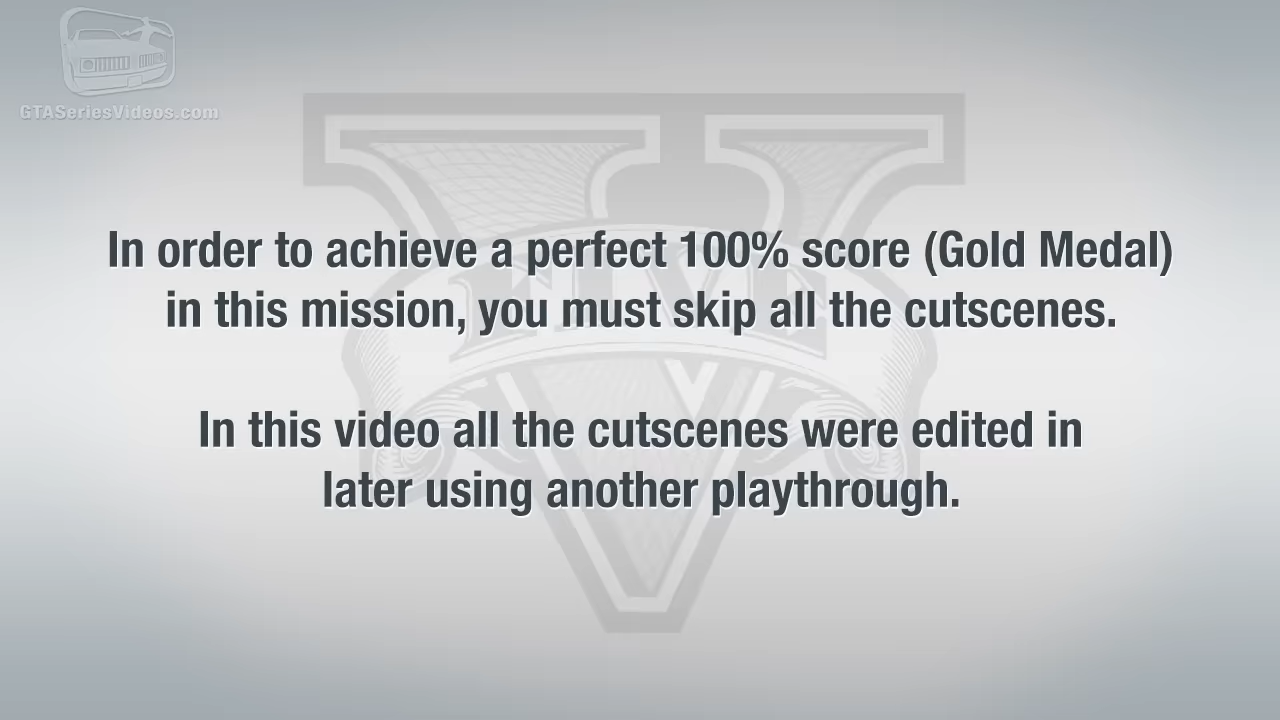 GTASeriesVideos.com
In order to achieve a perfect 100% score (Gold Medal)
in this mission, you must skip all the cutscenes.
In this video all the cutscenes were edited in
later using another playthrough.
FIVE